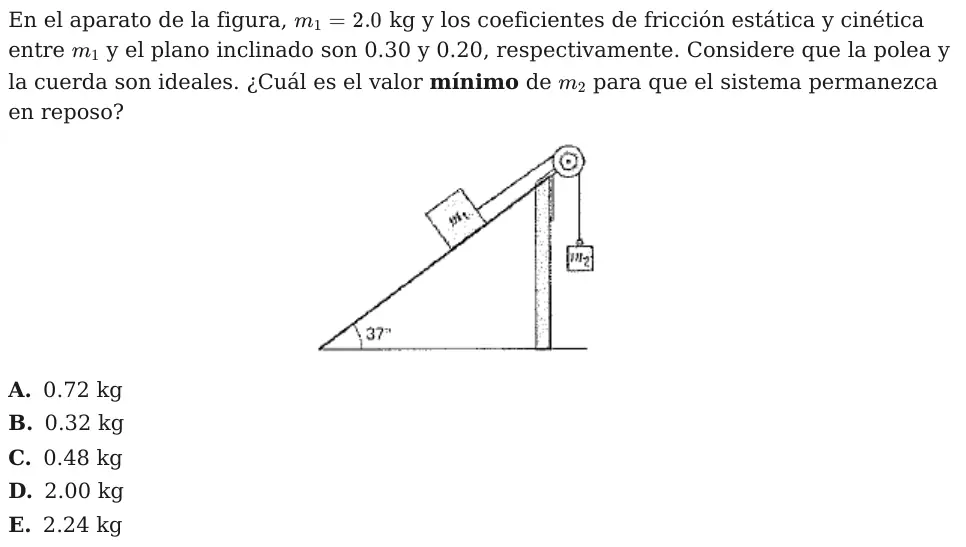 En el aparato de la figura, m₁ = 2.0 kg y los coeficientes de fricción estática y cinética
entre m₁ y el plano inclinado son 0.30 y 0.20, respectivamente. Considere que la polea y
la cuerda son ideales. ¿Cuál es el valor mínimo de m₂ para que el sistema permanezca
en reposo?
m₁
m₂
37°
A. 0.72 kg
B. 0.32 kg
C. 0.48 kg
D. 2.00 kg
E. 2.24 kg